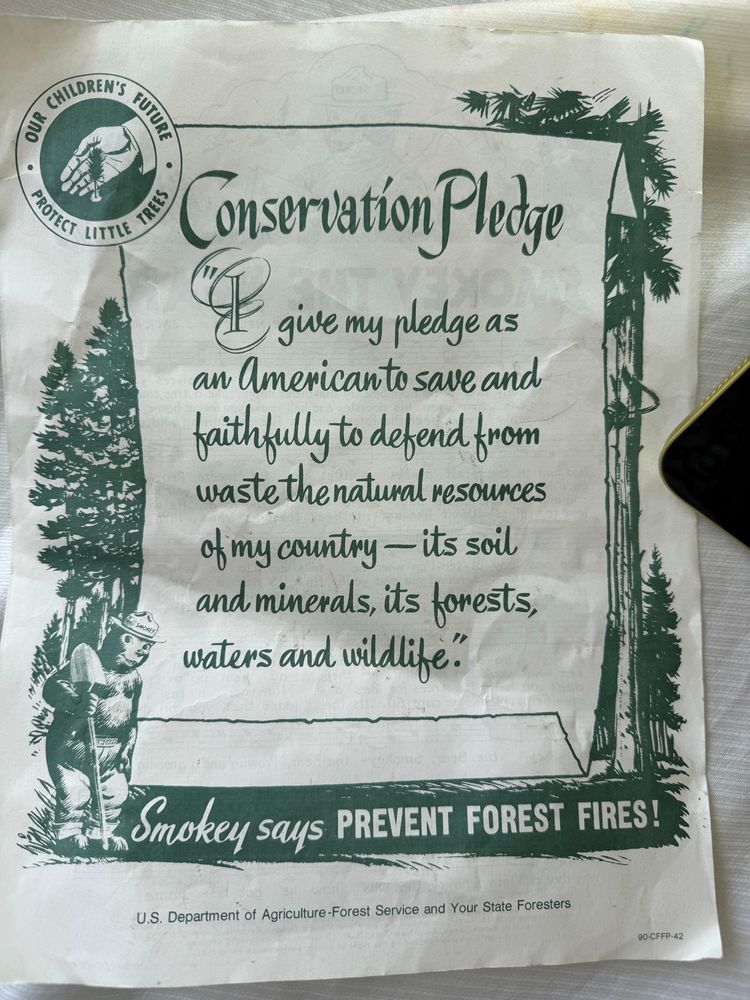 OUR CHILDREN'S FUTURE
PROTECT LITTLE TREES
Conservation Pledge
"I give my pledge as
an American to save and
faithfully to defend from
waste the natural resources
of my country — its soil
and minerals, its forests,
waters and wildlife."
SMOKEY
Smokey says PREVENT FOREST FIRES!
U.S. Department of Agriculture-Forest Service and Your State Foresters
90-CFFP-42